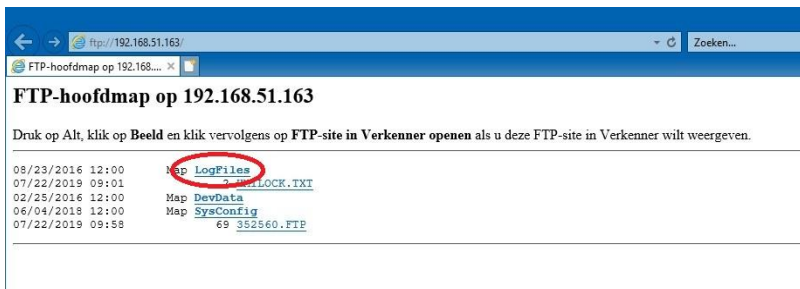 ftp://192.168.51.163/
Zoeken...
FTP-hoofdmap op 192.168....
FTP-hoofdmap op 192.168.51.163
Druk op Alt, klik op Beeld en klik vervolgens op FTP-site in Verkenner openen als u deze FTP-site in Verkenner wilt weergeven.
08/23/2016 12:00 Map LogFiles
07/22/2019 09:01 2
02/25/2016 12:00 Map DevData
06/04/2018 12:00 Map SysConfig
07/22/2019 09:58 69 352560.FTP